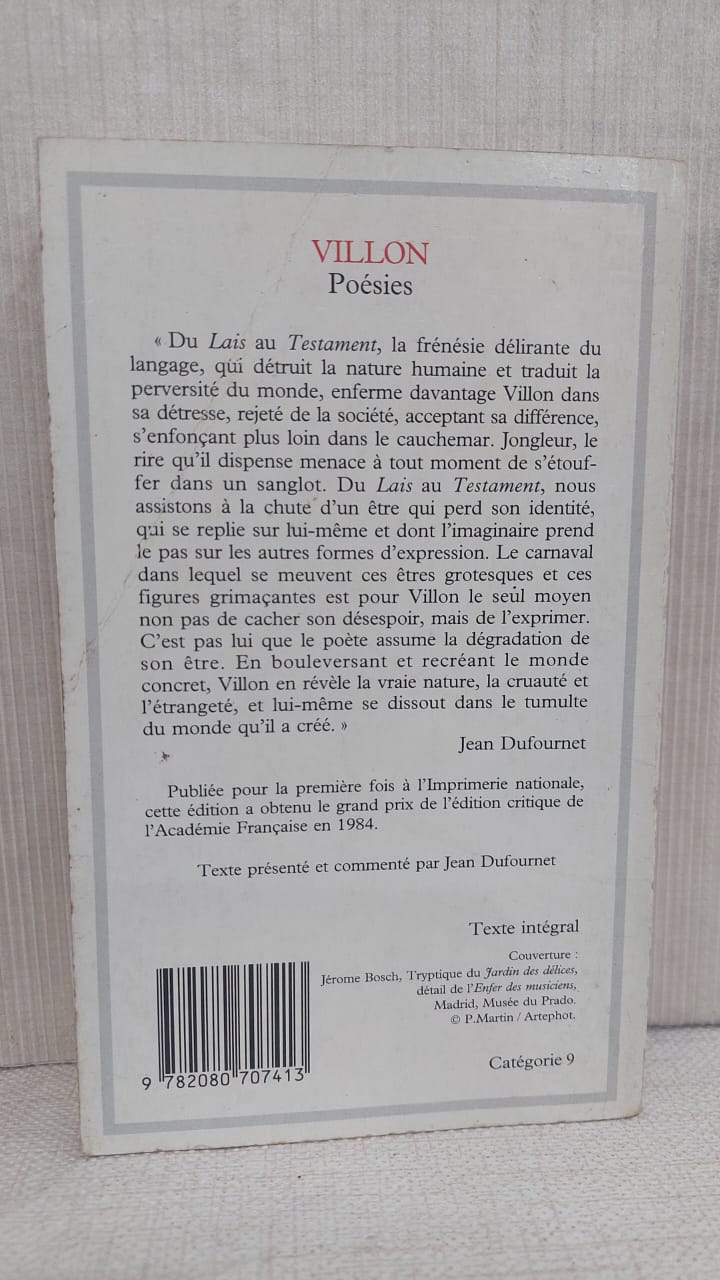 VILLON
Poésies
« Du Lais au Testament, la frénésie délirante du
langage, qui détruit la nature humaine et traduit la
perversité du monde, enferme davantage Villon dans
sa détresse, rejeté de la société, acceptant sa différence,
s'enfonçant plus loin dans le cauchemar. Jongleur, le
rire qu'il dispense menace à tout moment de s'étouf-
fer dans un sanglot. Du Lais au Testament, nous
assistons à la chute d'un être qui perd son identité,
qui se replie sur lui-même et dont l'imaginaire prend
le pas sur les autres formes d'expression. Le carnaval
dans lequel se meuvent ces êtres grotesques et ces
figures grimaçantes est pour Villon le seul moyen
non pas de cacher son désespoir, mais de l'exprimer.
C'est pas lui que le poète assume la dégradation de
son être. En bouleversant et recréant le monde
concret, Villon en révèle la vraie nature, la cruauté et
l'étrangeté, et lui-même se dissout dans le tumulte
du monde qu'il a créé. »
Jean Dufournet
Publiée pour la première fois à l'Imprimerie nationale,
cette édition a obtenu le grand prix de l'édition critique de
l'Académie Française en 1984.
Texte présenté et commenté par Jean Dufournet
Texte intégral
Couverture :
Jérome Bosch, Tryptique du Jardin des délices,
détail de l'Enfer des musiciens,
Madrid, Musée du Prado.
© P.Martin / Artephot.
Catégorie 9
9 782080 707413